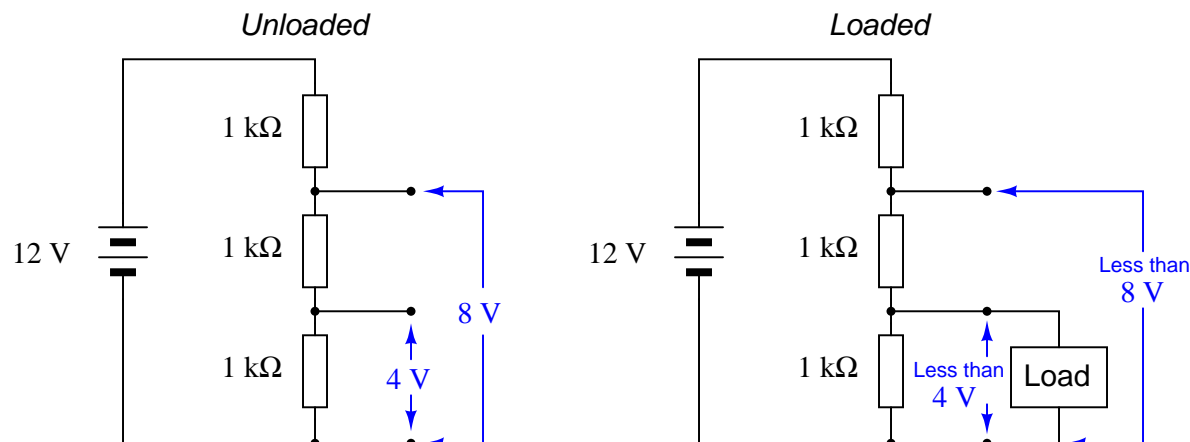 Unloaded
1 kΩ
12 V
1 kΩ
8 V
1 kΩ
4 V
Loaded
1 kΩ
12 V
1 kΩ
Less than
8 V
1 kΩ
Less than
4 V
Load